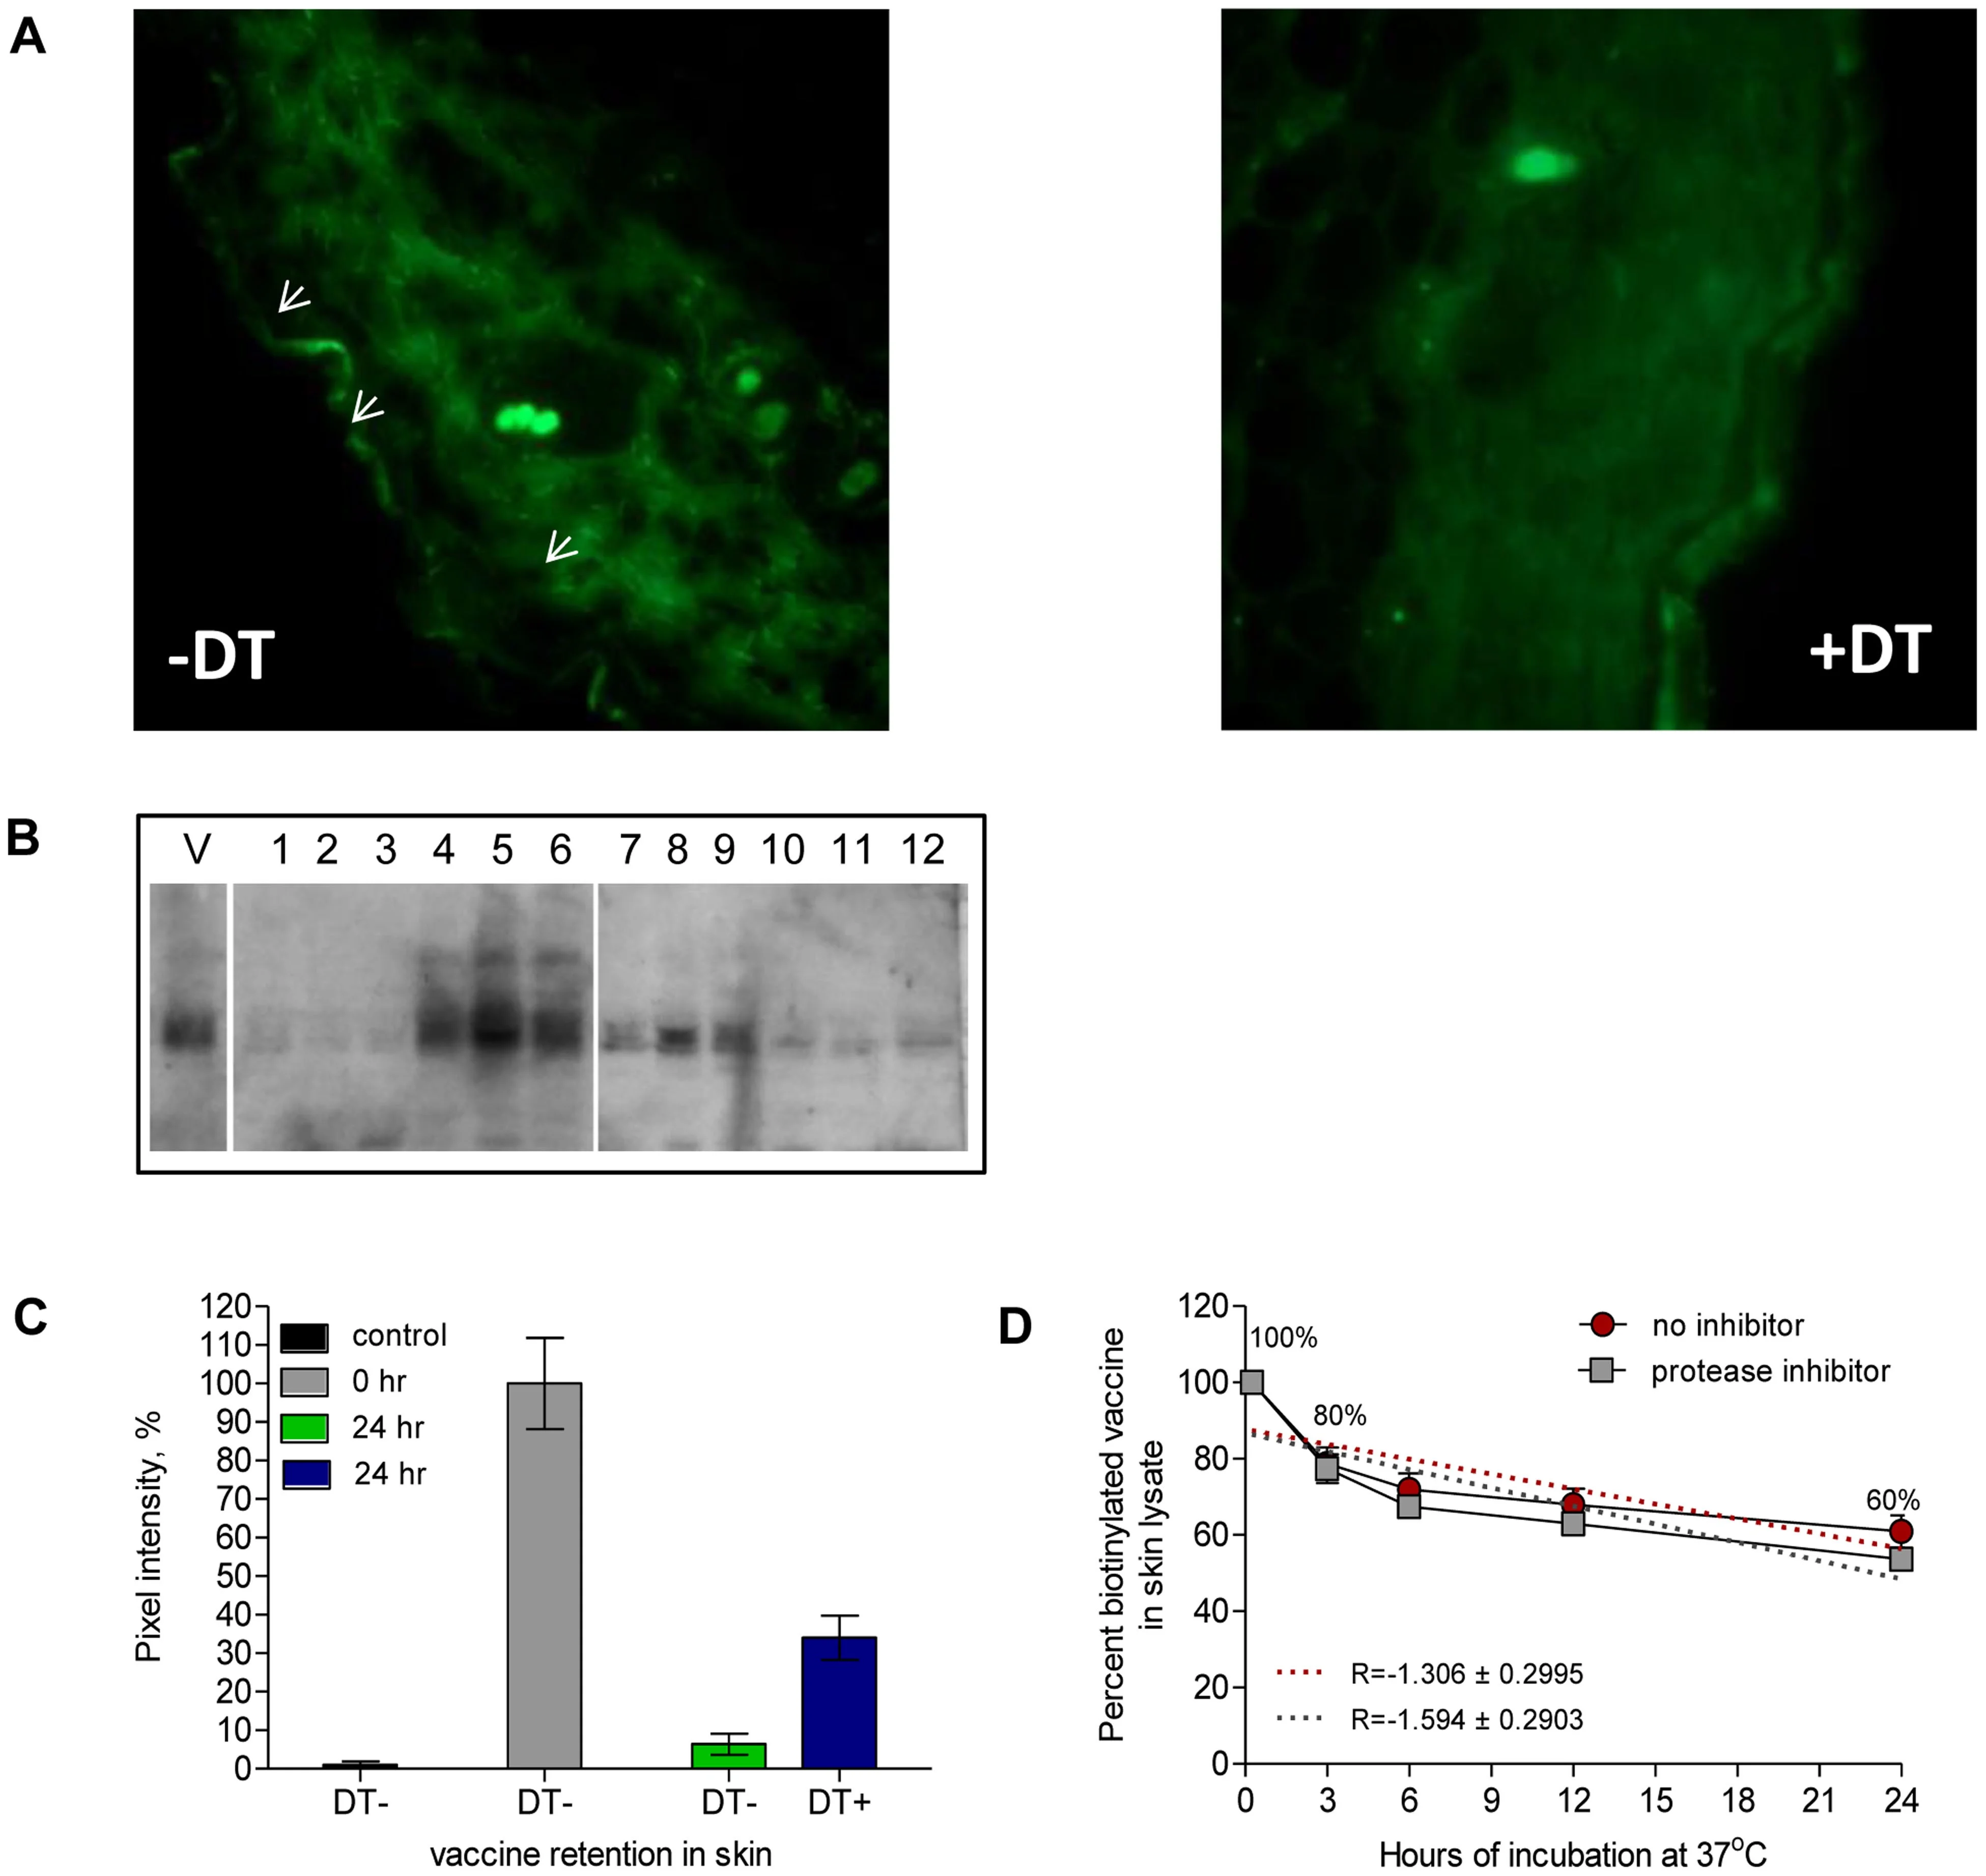 A
-DT
+DT
B
V 1 2 3 4 5 6 7 8 9 10 11 12
C
Pixel intensity, %
120
110
100
90
80
70
60
50
40
30
20
10
0
control
0 hr
24 hr
24 hr
DT- DT- DT- DT+
vaccine retention in skin
D
Percent biotinylated vaccine
in skin lysate
120
100
80
60
40
20
0
100%
80%
60%
no inhibitor
protease inhibitor
R=-1.306 ± 0.2995
R=-1.594 ± 0.2903
0 3 6 9 12 15 18 21 24
Hours of incubation at 37ºC